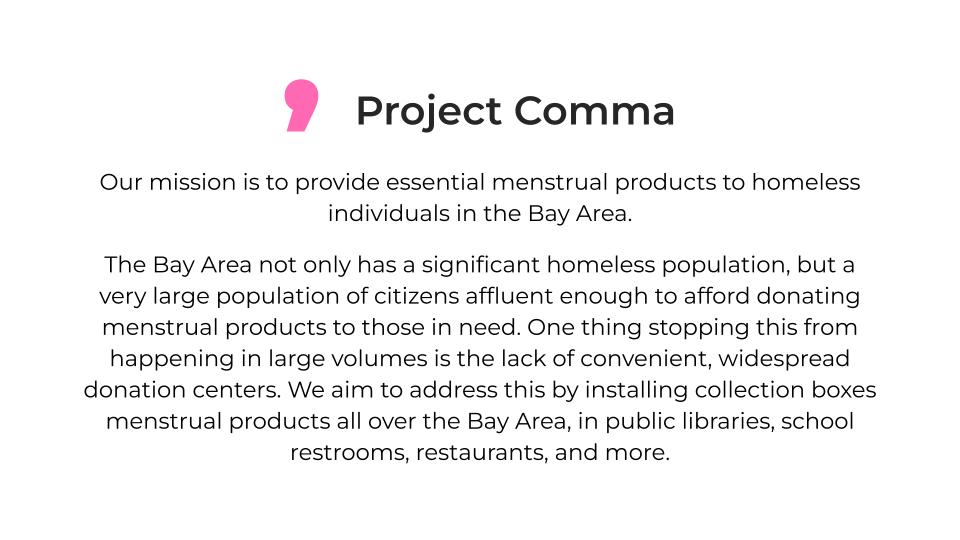 Project Comma
Our mission is to provide essential menstrual products to homeless
individuals in the Bay Area.
The Bay Area not only has a significant homeless population, but a
very large population of citizens affluent enough to afford donating
menstrual products to those in need. One thing stopping this from
happening in large volumes is the lack of convenient, widespread
donation centers. We aim to address this by installing collection boxes
menstrual products all over the Bay Area, in public libraries, school
restrooms, restaurants, and more.